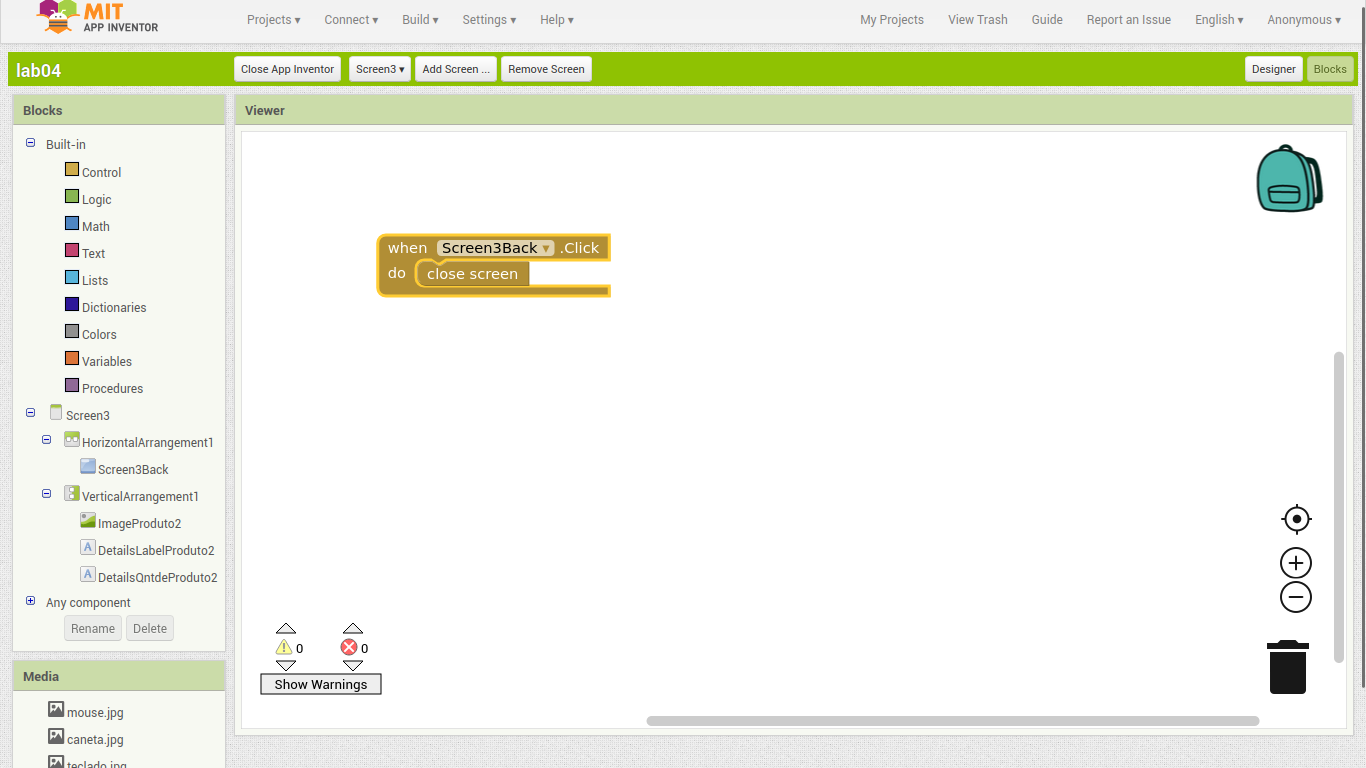 MIT
APP INVENTOR
Projects ▾ Connect ▾ Build ▾ Settings ▾ Help ▾ My Projects View Trash Guide Report an Issue English ▾ Anonymous ▾
lab04 Close App Inventor Screen3 ▾ Add Screen ... Remove Screen Designer Blocks
Blocks
Built-in
Control
Logic
Math
Text
Lists
Dictionaries
Colors
Variables
Procedures
Screen3
HorizontalArrangement1
Screen3Back
VerticalArrangement1
ImageProduto2
A DetailsLabelProduto2
A DetailsQntdeProduto2
Any component
Rename Delete
Media
mouse.jpg
caneta.jpg
teclado.jpg
Viewer
when Screen3Back ▾ .Click
do close screen
0 0
Show Warnings